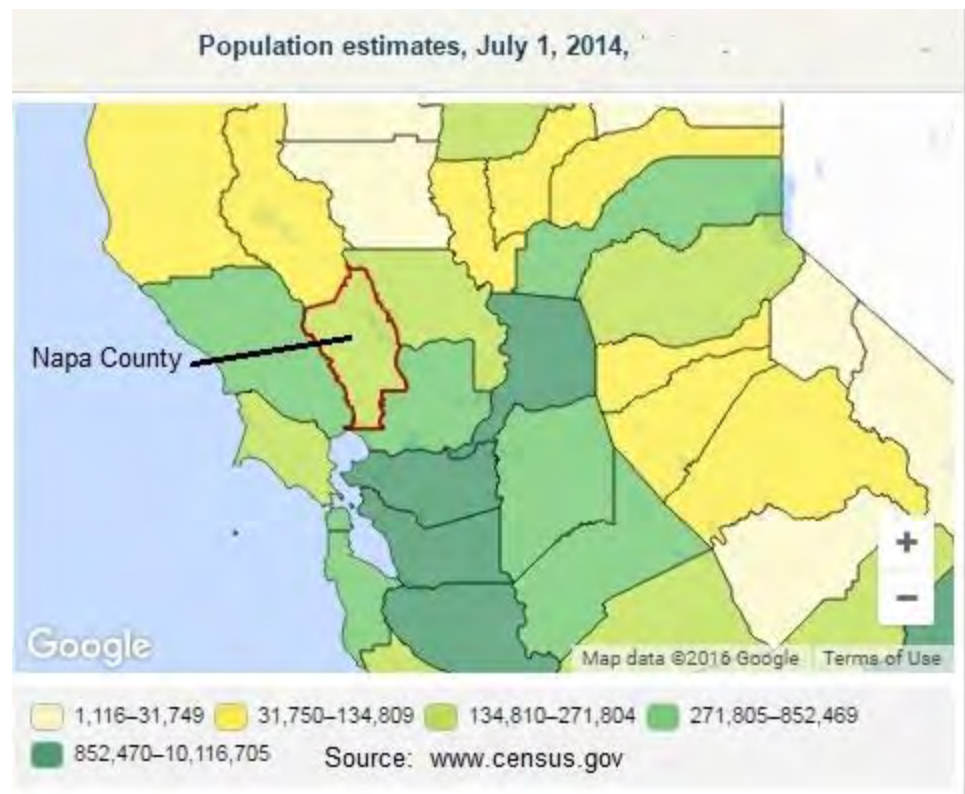 Population estimates, July 1, 2014,
Napa County
+
−
Google
Map data ©2016 Google Terms of Use
1,116–31,749 31,750–134,809 134,810–271,804 271,805–852,469
852,470–10,116,705 Source: www.census.gov